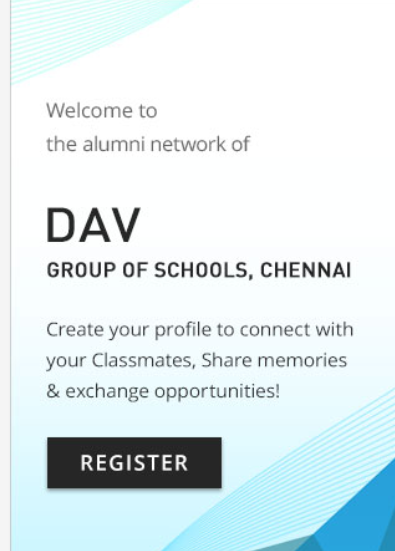 Welcome to
the alumni network of
DAV
GROUP OF SCHOOLS, CHENNAI
Create your profile to connect with
your Classmates, Share memories
& exchange opportunities!
REGISTER